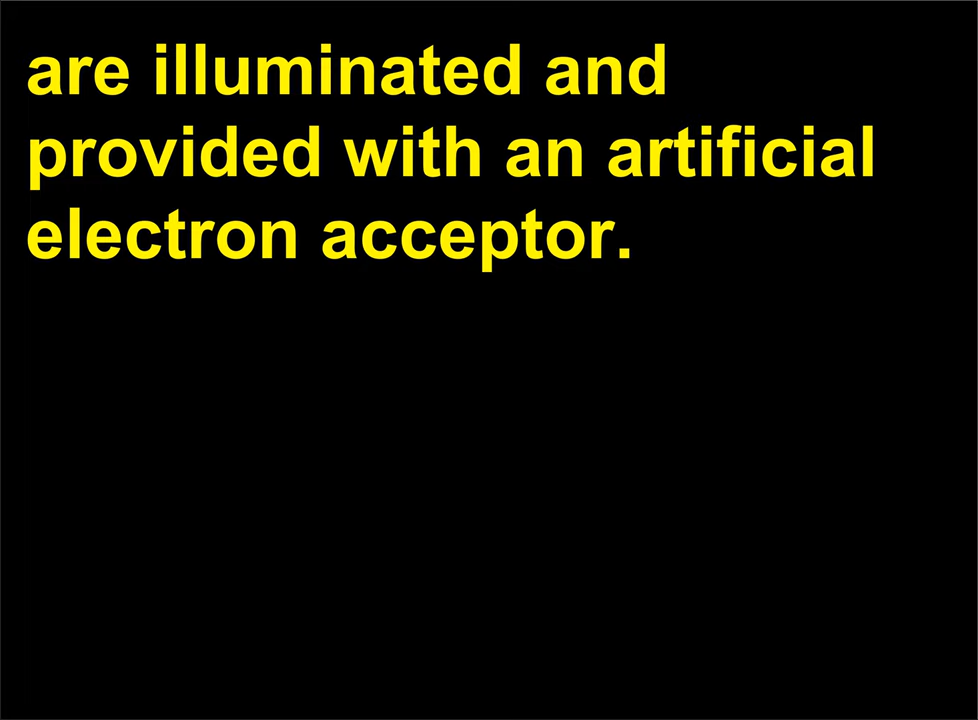 are illuminated and
provided with an artificial
electron acceptor.